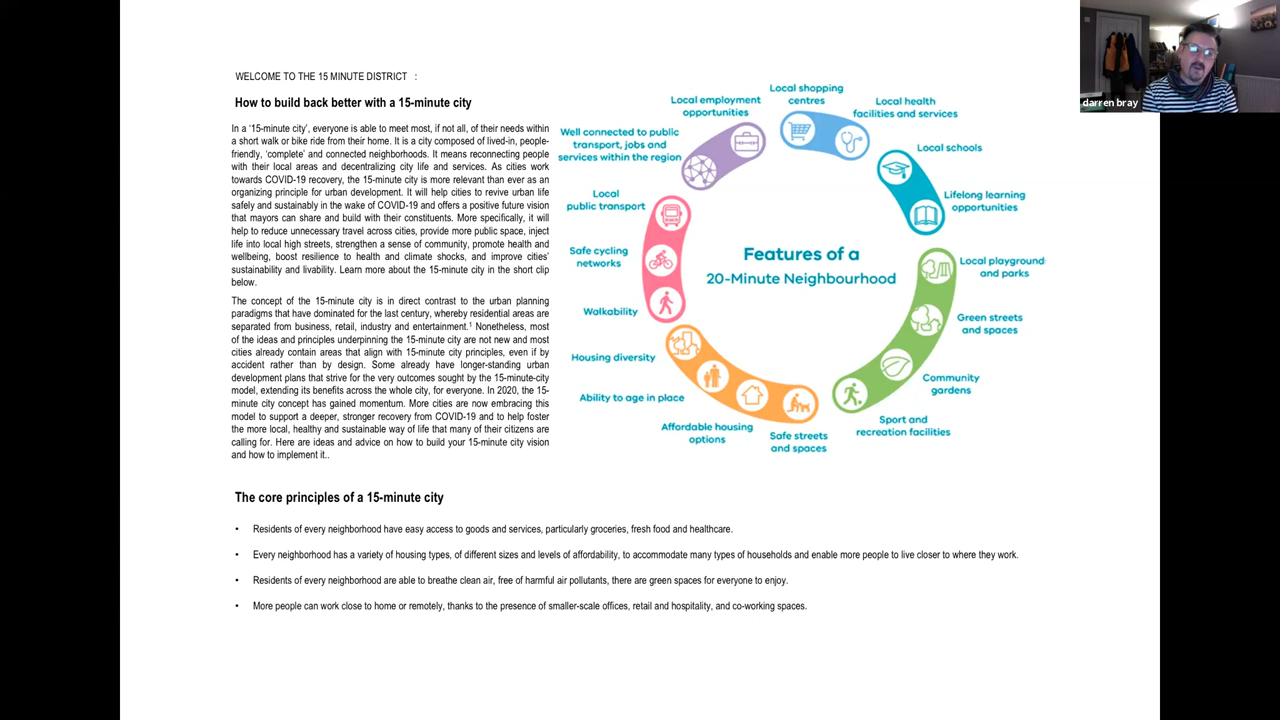 WELCOME TO THE 15 MINUTE DISTRICT :
How to build back better with a 15-minute city
In a ‘15-minute city’, everyone is able to meet most, if not all, of their needs within
a short walk or bike ride from their home. It is a city composed of lived-in, people-
friendly, ‘complete’ and connected neighborhoods. It means reconnecting people
with their local areas and decentralizing city life and services. As cities work
towards COVID-19 recovery, the 15-minute city is more relevant than ever as an
organizing principle for urban development. It will help cities to revive urban life
safely and sustainably in the wake of COVID-19 and offers a positive future vision
that mayors can share and build with their constituents. More specifically, it will
help to reduce unnecessary travel across cities, provide more public space, inject
life into local high streets, strengthen a sense of community, promote health and
wellbeing, boost resilience to health and climate shocks, and improve cities’
sustainability and livability. Learn more about the 15-minute city in the short clip
below.
The concept of the 15-minute city is in direct contrast to the urban planning
paradigms that have dominated for the last century, whereby residential areas are
separated from business, retail, industry and entertainment.¹ Nonetheless, most
of the ideas and principles underpinning the 15-minute city are not new and most
cities already contain areas that align with 15-minute city principles, even if by
accident rather than by design. Some already have longer-standing urban
development plans that strive for the very outcomes sought by the 15-minute-city
model, extending its benefits across the whole city, for everyone. In 2020, the 15-
minute city concept has gained momentum. More cities are now embracing this
model to support a deeper, stronger recovery from COVID-19 and to help foster
the more local, healthy and sustainable way of life that many of their citizens are
calling for. Here are ideas and advice on how to build your 15-minute city vision
and how to implement it..
Features of a
20-Minute Neighbourhood
Local shopping
centres
Local health
facilities and services
Local schools
Lifelong learning
opportunities
Local playground
and parks
Green streets
and spaces
Community
gardens
Sport and
recreation facilities
Safe streets
and spaces
Affordable housing
options
Ability to age in place
Housing diversity
Walkability
Safe cycling
networks
Local
public transport
Well connected to public
transport, jobs and
services within the region
Local employment
opportunities
The core principles of a 15-minute city
• Residents of every neighborhood have easy access to goods and services, particularly groceries, fresh food and healthcare.
• Every neighborhood has a variety of housing types, of different sizes and levels of affordability, to accommodate many types of households and enable more people to live closer to where they work.
• Residents of every neighborhood are able to breathe clean air, free of harmful air pollutants, there are green spaces for everyone to enjoy.
• More people can work close to home or remotely, thanks to the presence of smaller-scale offices, retail and hospitality, and co-working spaces.
darren bray